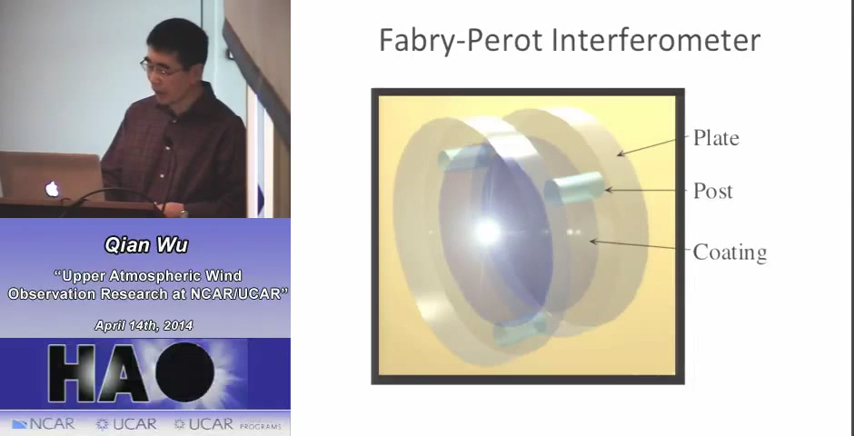 Fabry-Perot Interferometer
Plate
Post
Coating
Qian Wu
"Upper Atmospheric Wind
Observation Research at NCAR/UCAR"
April 14th, 2014
HAO
NCAR UCAR UCAR PROGRAMS